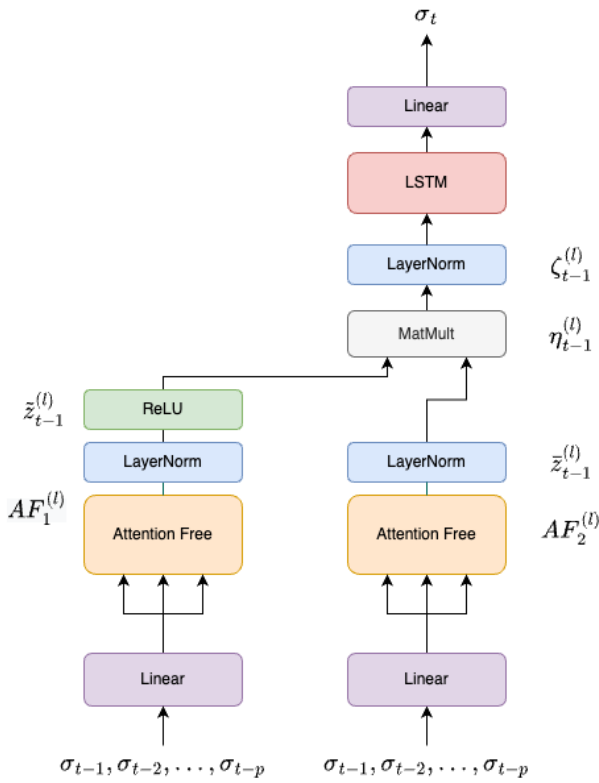 σ_t
Linear
LSTM
LayerNorm ζ_{t-1}^{(l)}
MatMult η_{t-1}^{(l)}
z̃_{t-1}^{(l)} ReLU
LayerNorm LayerNorm z̄_{t-1}^{(l)}
AF_1^{(l)} Attention Free Attention Free AF_2^{(l)}
Linear Linear
σ_{t-1}, σ_{t-2}, ..., σ_{t-p} σ_{t-1}, σ_{t-2}, ..., σ_{t-p}